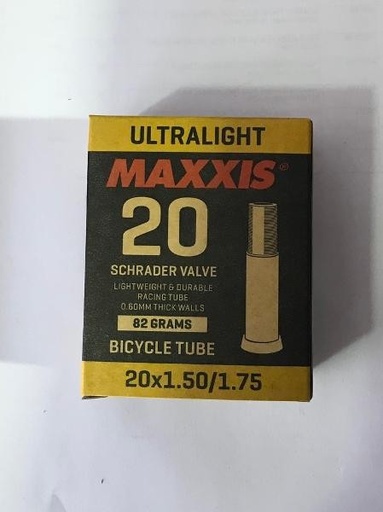 ULTRALIGHT
MAXXIS®
20
SCHRADER VALVE
LIGHTWEIGHT & DURABLE
RACING TUBE
0.60MM THICK WALLS
82 GRAMS
BICYCLE TUBE
20x1.50/1.75